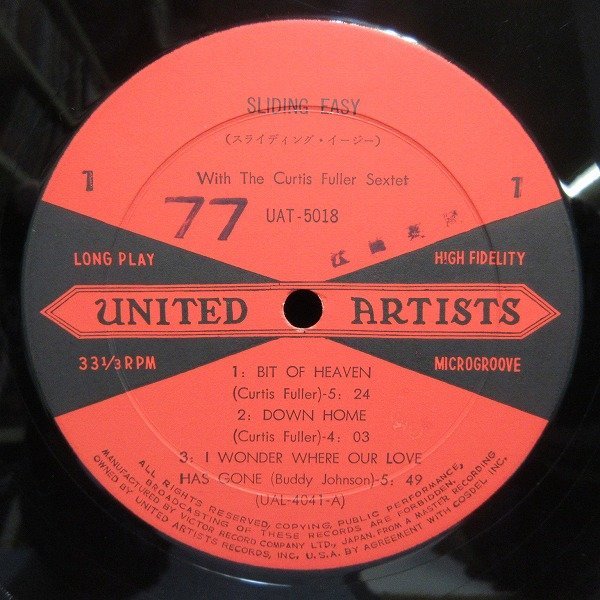 SLIDING EASY
(スライディング・イージー)
With The Curtis Fuller Sextet
1 1
77 UAT-5018
LONG PLAY HIGH FIDELITY
UNITED ARTISTS
33 1/3 RPM MICROGROOVE
1: BIT OF HEAVEN
(Curtis Fuller)-5: 24
2: DOWN HOME
(Curtis Fuller)-4: 03
3: I WONDER WHERE OUR LOVE
HAS GONE (Buddy Johnson)-5: 49
(UAL-4041-A)
ALL RIGHTS RESERVED, COPYING, PUBLIC PERFORMANCE,
BROADCASTING OF THESE RECORDS ARE FORBIDDEN.
MANUFACTURED BY VICTOR RECORD COMPANY LTD., JAPAN. FROM A MASTER RECORDING
OWNED BY UNITED ARTISTS RECORDS, INC, U.S.A. BY AGREEMENT WITH COSDEL INC.